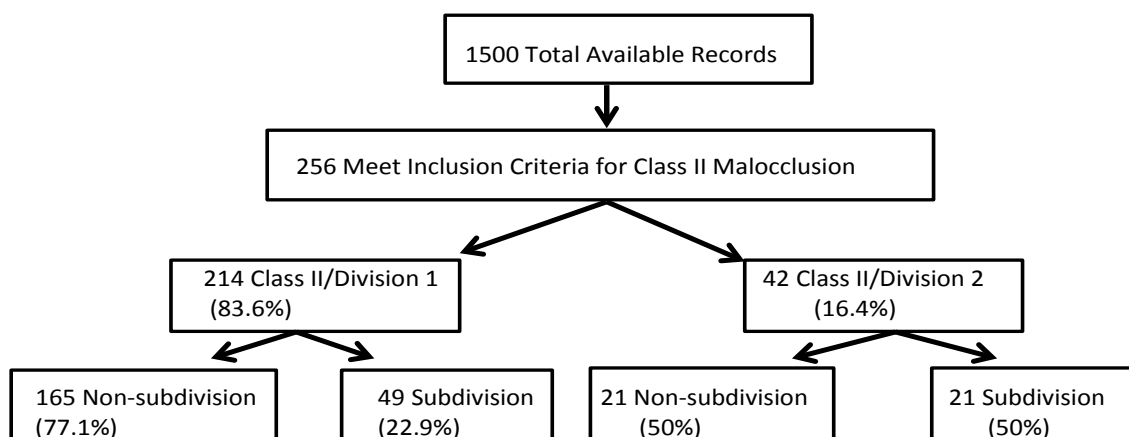 1500 Total Available Records
256 Meet Inclusion Criteria for Class II Malocclusion
214 Class II/Division 1
(83.6%)
42 Class II/Division 2
(16.4%)
165 Non-subdivision
(77.1%)
49 Subdivision
(22.9%)
21 Non-subdivision
(50%)
21 Subdivision
(50%)